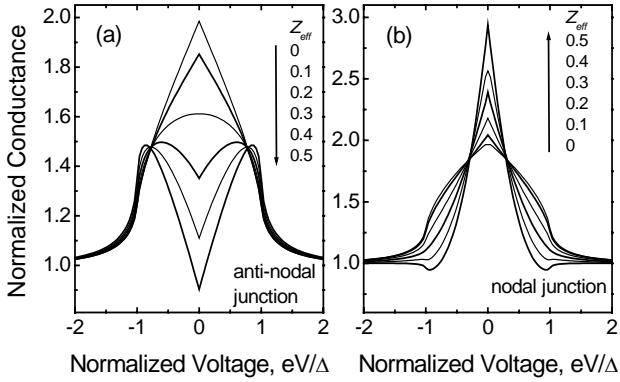 (a)
Z_eff
0
0.1
0.2
0.3
0.4
0.5
anti-nodal
junction
2.0
1.8
1.6
1.4
1.2
1.0
-2 -1 0 1 2
Normalized Voltage, eV/Δ
Normalized Conductance
(b)
Z_eff
0.5
0.4
0.3
0.2
0.1
0
nodal junction
3.0
2.5
2.0
1.5
1.0
-2 -1 0 1 2
Normalized Voltage, eV/Δ